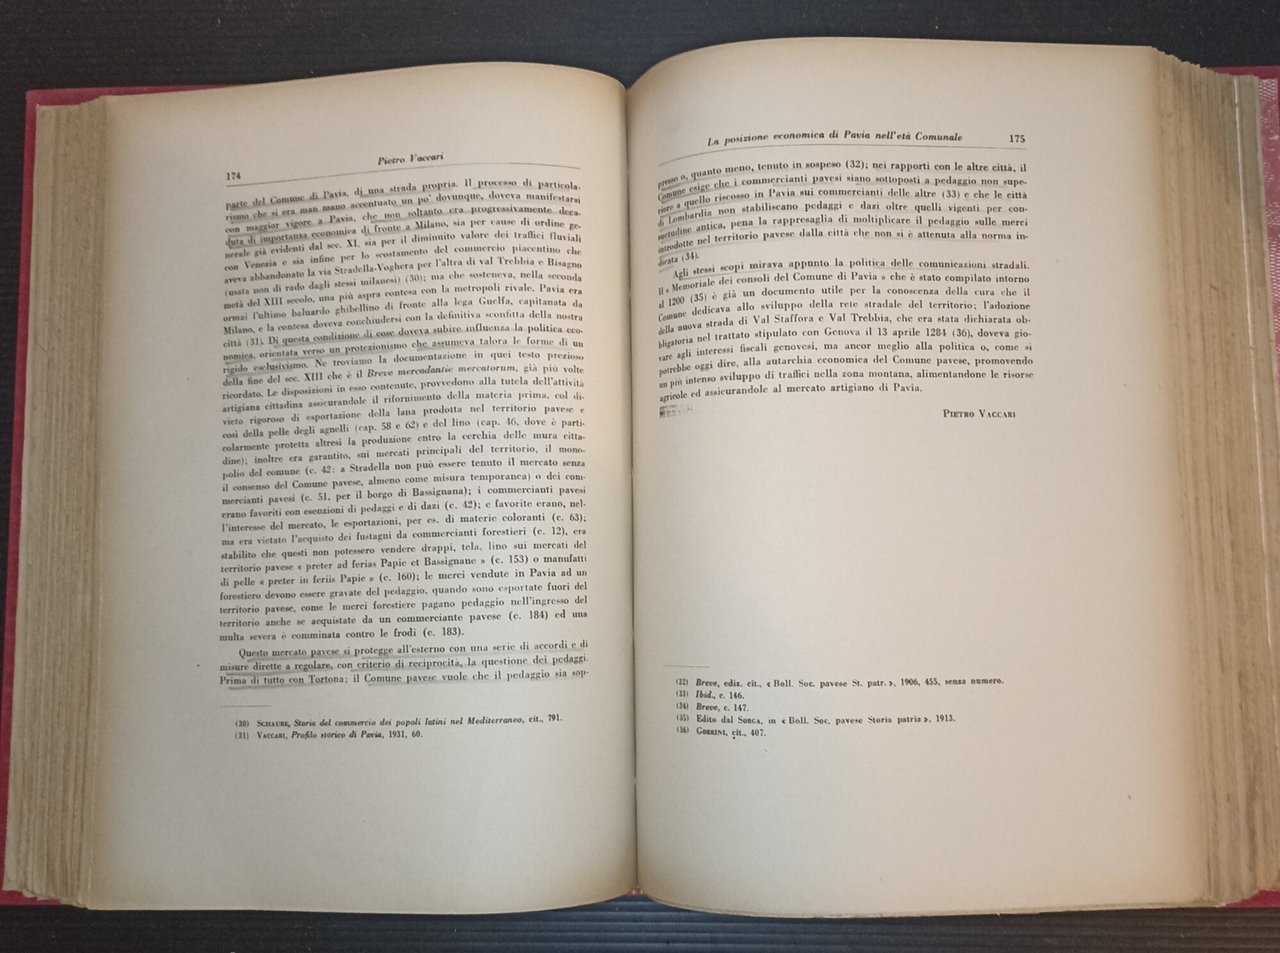 174
Pietro Vaccari
parte del Comune di Pavia, di una strada propria. Il processo di particola-
rismo che si era man mano accentuato un po' dovunque, doveva manifestarsi
con maggior vigore a Pavia, che non soltanto era progressivamente deca-
duta di importanza economica di fronte a Milano, sia per cause di ordine ge-
nerale già evidenti dal sec. XI, sia per il diminuito valore dei traffici fluviali
con Venezia e sia infine per lo scostamento del commercio piacentino che
aveva abbandonato la via Stradella-Voghera per l'altra di val Trebbia e Bisagno
(usata non di rado dagli stessi milanesi) (30); ma che sosteneva, nella seconda
metà del XIII secolo, una più aspra contesa con la metropoli rivale. Pavia era
ormai l'ultimo baluardo ghibellino di fronte alla lega Guelfa, capitanata da
Milano, e la contesa doveva conchiudersi con la definitiva sconfitta della nostra
città (31). Di questa condizione di cose doveva subire influenza la politica eco-
nomica, orientata verso un protezionismo che assumeva talora le forme di un
rigido esclusivismo. Ne troviamo la documentazione in quel testo prezioso
della fine del sec. XIII che è il Breve mercadantie mercatorum, già più volte
ricordato. Le disposizioni in esso contenute, provvedono alla tutela dell'attività
artigiana cittadina assicurandole il rifornimento della materia prima, col di-
vieto rigoroso di esportazione della lana prodotta nel territorio pavese e
così della pelle degli agnelli (cap. 58 e 62) e del lino (cap. 46, dove è parti-
colarmente protetta altresì la produzione entro la cerchia delle mura citta-
dine); inoltre era garantito, sui mercati principali del territorio, il mono-
polio del comune (c. 42: a Stradella non può essere tenuto il mercato senza
il consenso del Comune pavese, almeno come misura temporanea) o dei com-
mercianti pavesi (c. 51, per il borgo di Bassignana); i commercianti pavesi
erano favoriti con esenzioni di pedaggi e di dazi (c. 42); e favorite erano, nel-
l'interesse del mercato, le esportazioni, per es. di materie coloranti (c. 63);
ma era vietato l'acquisto dei fustagni da commercianti forestieri (c. 12), era
stabilito che questi non potessero vendere drappi, tela, lino sui mercati del
territorio pavese « preter ad ferias Papie et Bassignane » (c. 153) o manufatti
di pelle « preter in feriis Papie » (c. 160); le merci vendute in Pavia ad un
forestiero devono essere gravate del pedaggio, quando sono esportate fuori del
territorio pavese, come le merci forestiere pagano pedaggio nell'ingresso del
territorio anche se acquistate da un commerciante pavese (c. 184) ed una
multa severa è comminata contro le frodi (c. 183).
Questo mercato pavese si protegge all'esterno con una serie di accordi e di
misure dirette a regolare, con criterio di reciprocità, la questione dei pedaggi.
Prima di tutto con Tortona; il Comune pavese vuole che il pedaggio sia sop-
(30) SCHAUBE, Storia del commercio dei popoli latini nel Mediterraneo, cit., 791.
(31) VACCARI, Profilo storico di Pavia, 1931, 60.
La posizione economica di Pavia nell'età Comunale
175
presso o, quanto meno, tenuto in sospeso (32); nei rapporti con le altre città, il
Comune esige che i commercianti pavesi siano sottoposti a pedaggio non supe-
riore a quello riscosso in Pavia sui commercianti delle altre (33) e che le città
di Lombardia non stabiliscano pedaggi e dazi oltre quelli vigenti per con-
suetudine antica, pena la rappresaglia di moltiplicare il pedaggio sulle merci
introdotte nel territorio pavese dalla città che non si è attenuta alla norma in-
dicata (34).
Agli stessi scopi mirava appunto la politica delle comunicazioni stradali.
Il « Memoriale dei consoli del Comune di Pavia » che è stato compilato intorno
al 1200 (35) è già un documento utile per la conoscenza della cura che il
Comune dedicava allo sviluppo della rete stradale del territorio; l'adozione
della nuova strada di Val Staffora e Val Trebbia, che era stata dichiarata ob-
bligatoria nel trattato stipulato con Genova il 13 aprile 1284 (36), doveva gio-
vare agli interessi fiscali genovesi, ma ancor meglio alla politica o, come si
potrebbe oggi dire, alla autarchia economica del Comune pavese, promovendo
un più intenso sviluppo di traffici nella zona montana, alimentandone le risorse
agricole ed assicurandole al mercato artigiano di Pavia.
PIETRO VACCARI
(32) Breve, ediz. cit., « Boll. Soc. pavese St. patr. », 1906, 455, senza numero.
(33) Ibid., c. 146.
(34) Breve, c. 147.
(35) Edito dal SORGA, in « Boll. Soc. pavese Storia patria », 1913.
(36) GORRINI, cit., 407.